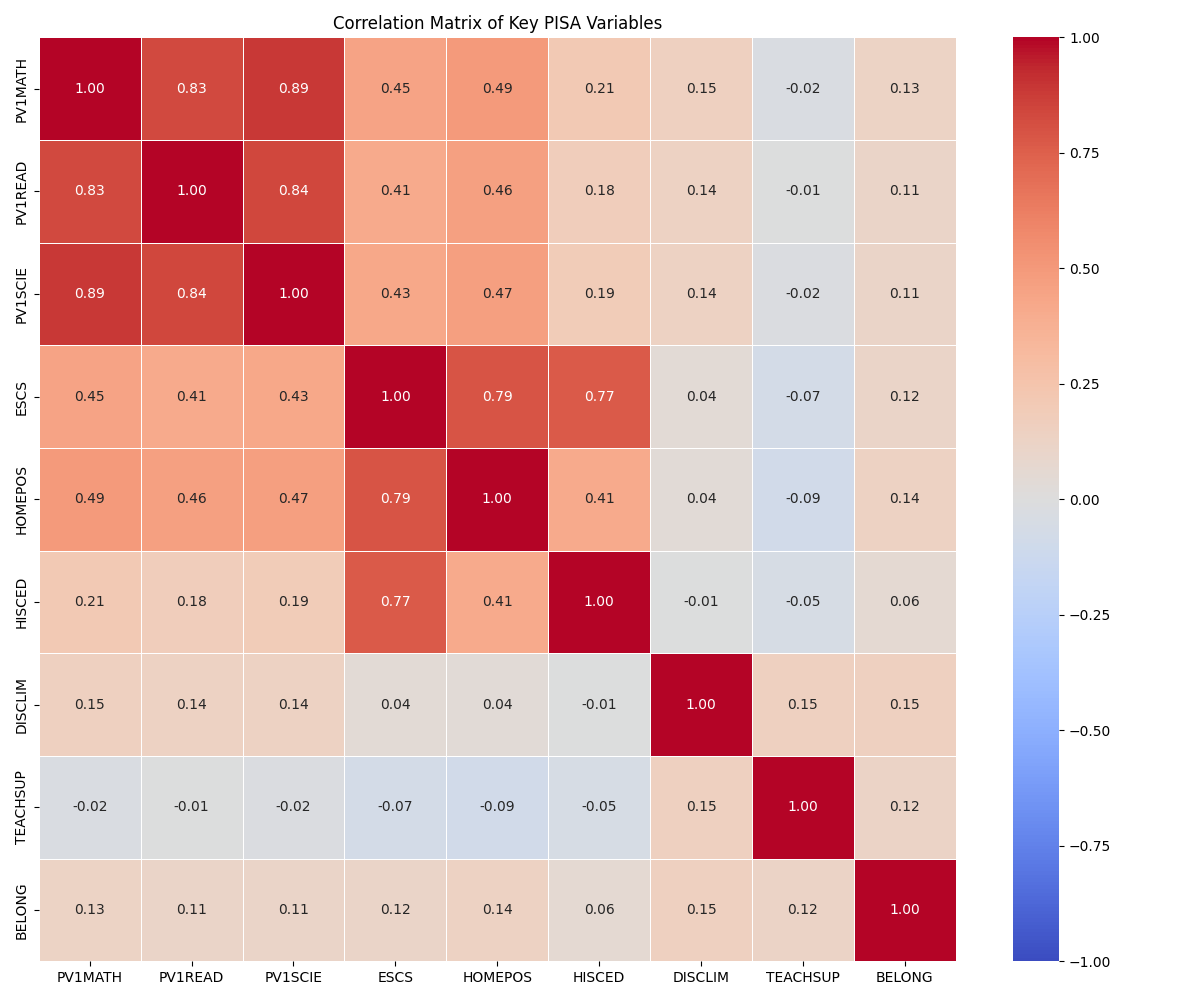 Correlation Matrix of Key PISA Variables
PV1MATH 1.00 0.83 0.89 0.45 0.49 0.21 0.15 -0.02 0.13
PV1READ 0.83 1.00 0.84 0.41 0.46 0.18 0.14 -0.01 0.11
PV1SCIE 0.89 0.84 1.00 0.43 0.47 0.19 0.14 -0.02 0.11
ESCS 0.45 0.41 0.43 1.00 0.79 0.77 0.04 -0.07 0.12
HOMEPOS 0.49 0.46 0.47 0.79 1.00 0.41 0.04 -0.09 0.14
HISCED 0.21 0.18 0.19 0.77 0.41 1.00 -0.01 -0.05 0.06
DISCLIM 0.15 0.14 0.14 0.04 0.04 -0.01 1.00 0.15 0.15
TEACHSUP -0.02 -0.01 -0.02 -0.07 -0.09 -0.05 0.15 1.00 0.12
BELONG 0.13 0.11 0.11 0.12 0.14 0.06 0.15 0.12 1.00
PV1MATH PV1READ PV1SCIE ESCS HOMEPOS HISCED DISCLIM TEACHSUP BELONG
1.00
0.75
0.50
0.25
0.00
−0.25
−0.50
−0.75
−1.00